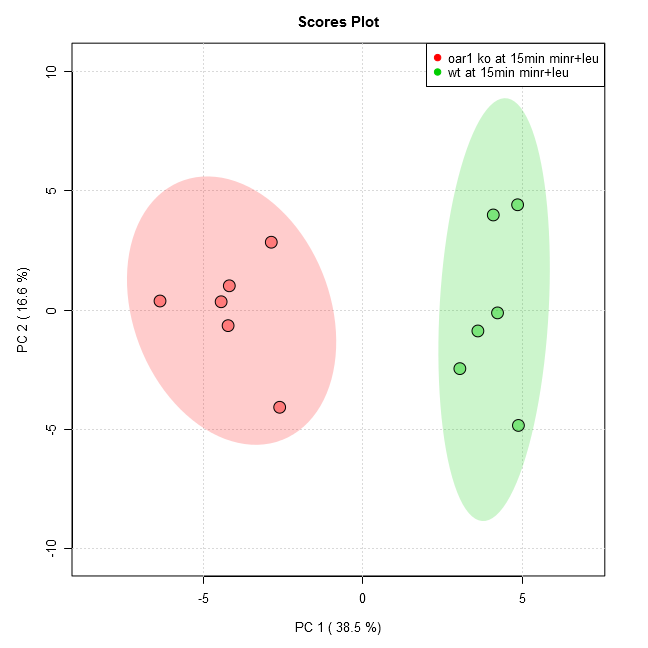 Scores Plot
oar1 ko at 15min minr+leu
wt at 15min minr+leu
10
5
0
-5
-10
PC 2 ( 16.6 %)
-5
0
5
PC 1 ( 38.5 %)